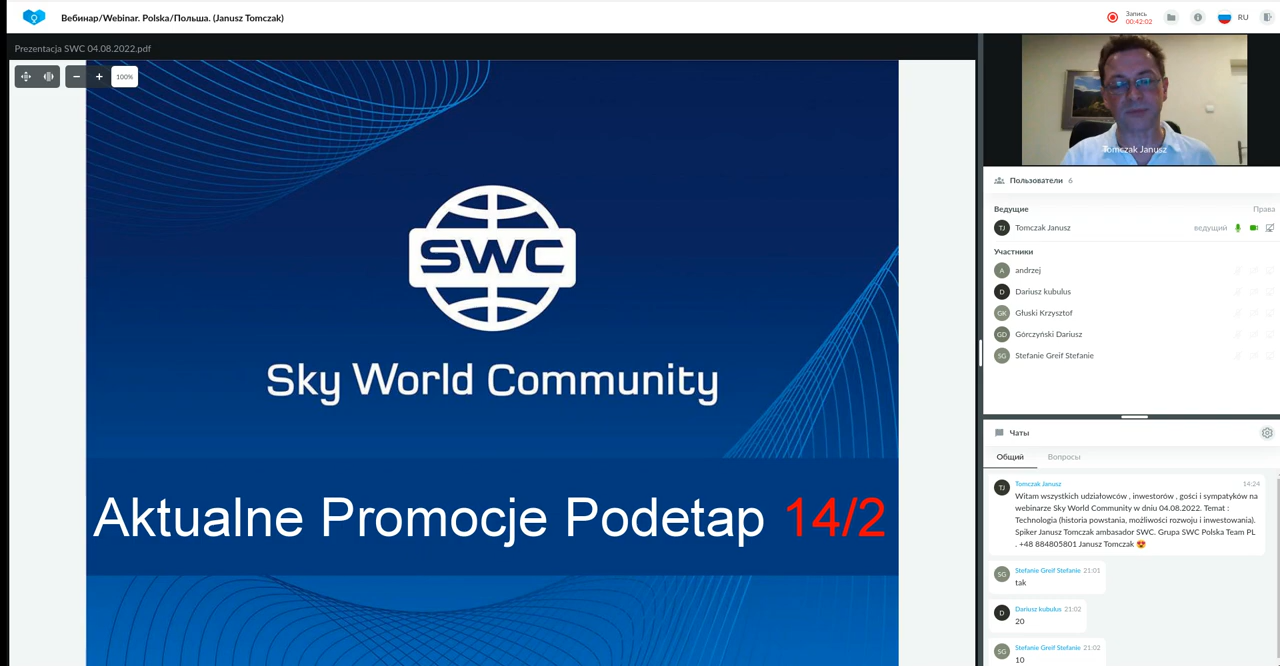 Вебинар/Webinar. Polska/Польша. (Janusz Tomczak)
Запись
00:42:02
RU
Prezentacja SWC 04.08.2022.pdf
100%
SWC
Sky World Community
Aktualne Promocje Podetap 14/2
Tomczak Janusz
Пользователи 6
Ведущие Права
TJ Tomczak Janusz ведущий
Участники
A andrzej
D Dariusz kubulus
GK Głuski Krzysztof
GD Górczyński Dariusz
SG Stefanie Greif Stefanie
Чаты
Общий Вопросы
TJ Tomczak Janusz 14:24
Witam wszystkich udziałowców , inwestorów , gości i sympatyków na
webinarze Sky World Community w dniu 04.08.2022. Temat :
Technologia (historia powstania, możliwości rozwoju i inwestowania).
Spiker Janusz Tomczak ambasador SWC. Grupa SWC Polska Team PL
. +48 884805801 Janusz Tomczak 😍
SG Stefanie Greif Stefanie 21:01
tak
D Dariusz kubulus 21:02
20
SG Stefanie Greif Stefanie 21:02
10